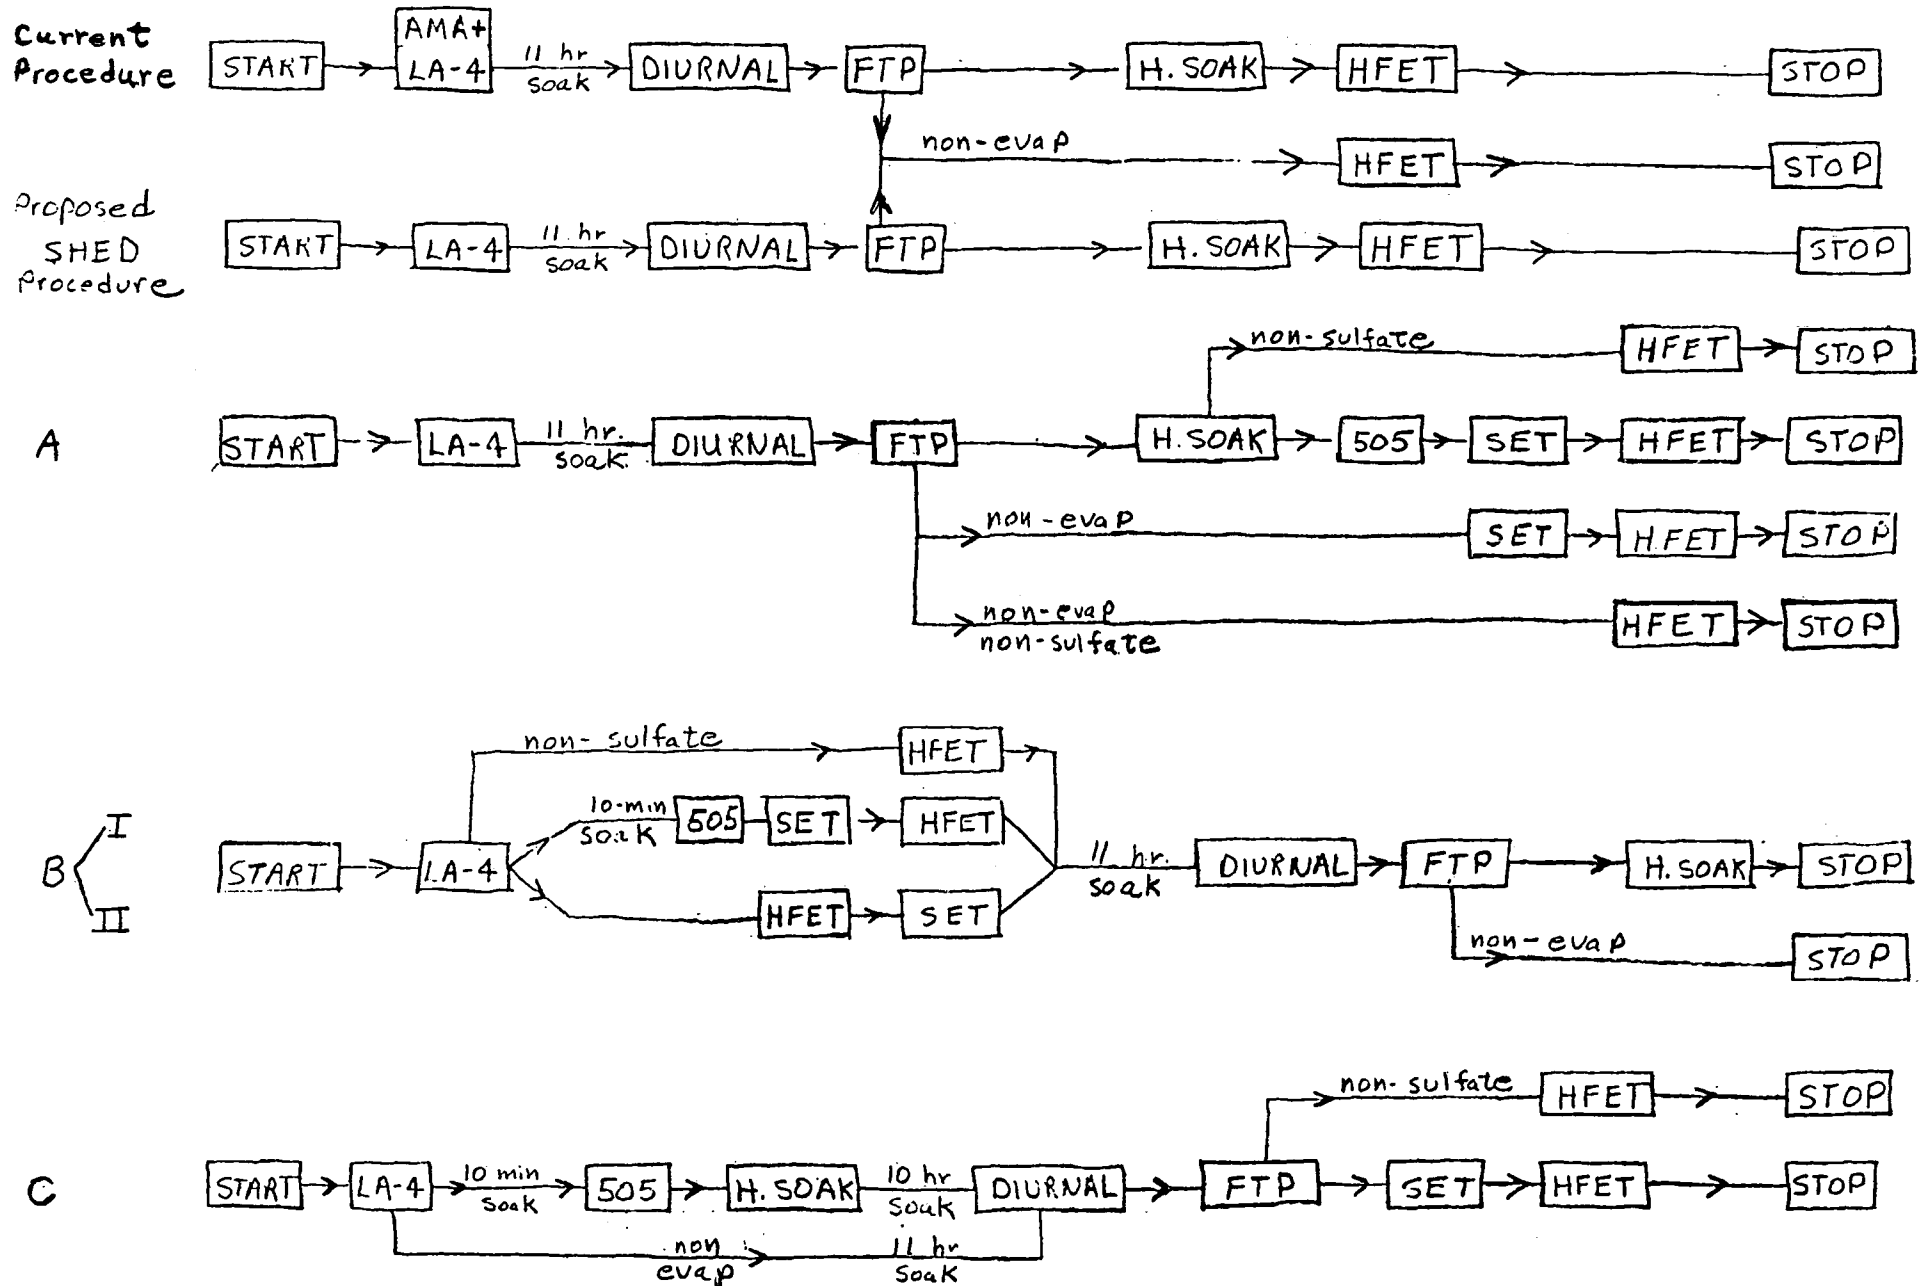 Current
Procedure
START
AMA+
LA-4
11 hr
soak
DIURNAL
FTP
H. SOAK
HFET
STOP
non-evap
HFET
STOP
Proposed
SHED
Procedure
START
LA-4
11 hr
soak
DIURNAL
FTP
H. SOAK
HFET
STOP
non-sulfate
HFET
STOP
A
START
LA-4
11 hr.
soak.
DIURNAL
FTP
H. SOAK
505
SET
HFET
STOP
non-evap
SET
HFET
STOP
non-evap
non-sulfate
HFET
STOP
non-sulfate
HFET
B
I
II
START
LA-4
10-min
soak
505
SET
HFET
HFET
SET
11 hr.
soak
DIURNAL
FTP
H. SOAK
STOP
non-evap
STOP
non-sulfate
HFET
STOP
C
START
LA-4
10 min
soak
505
H. SOAK
10 hr
soak
DIURNAL
FTP
SET
HFET
STOP
non
evap
11 hr
soak